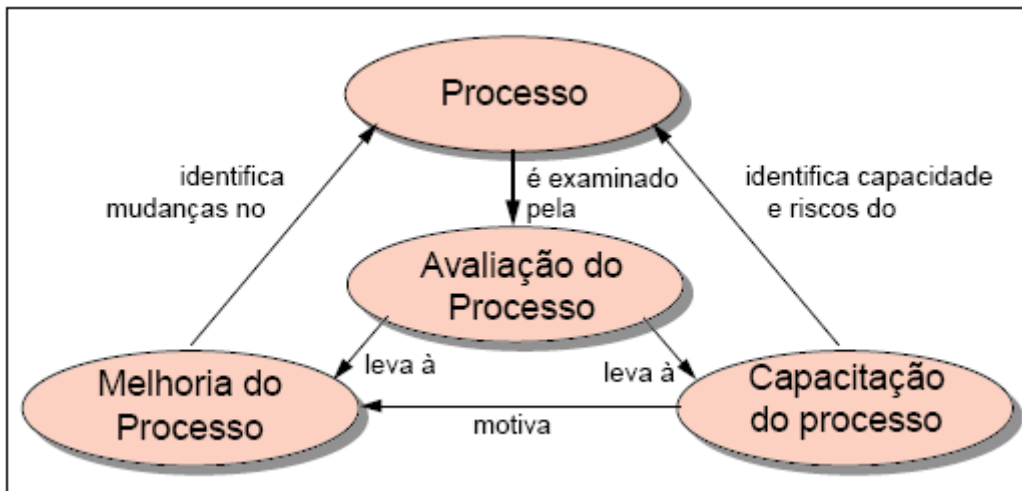 Processo
identifica
mudanças no
é examinado
pela
identifica capacidade
e riscos do
Avaliação do
Processo
leva à
leva à
Melhoria do
Processo
motiva
Capacitação
do processo